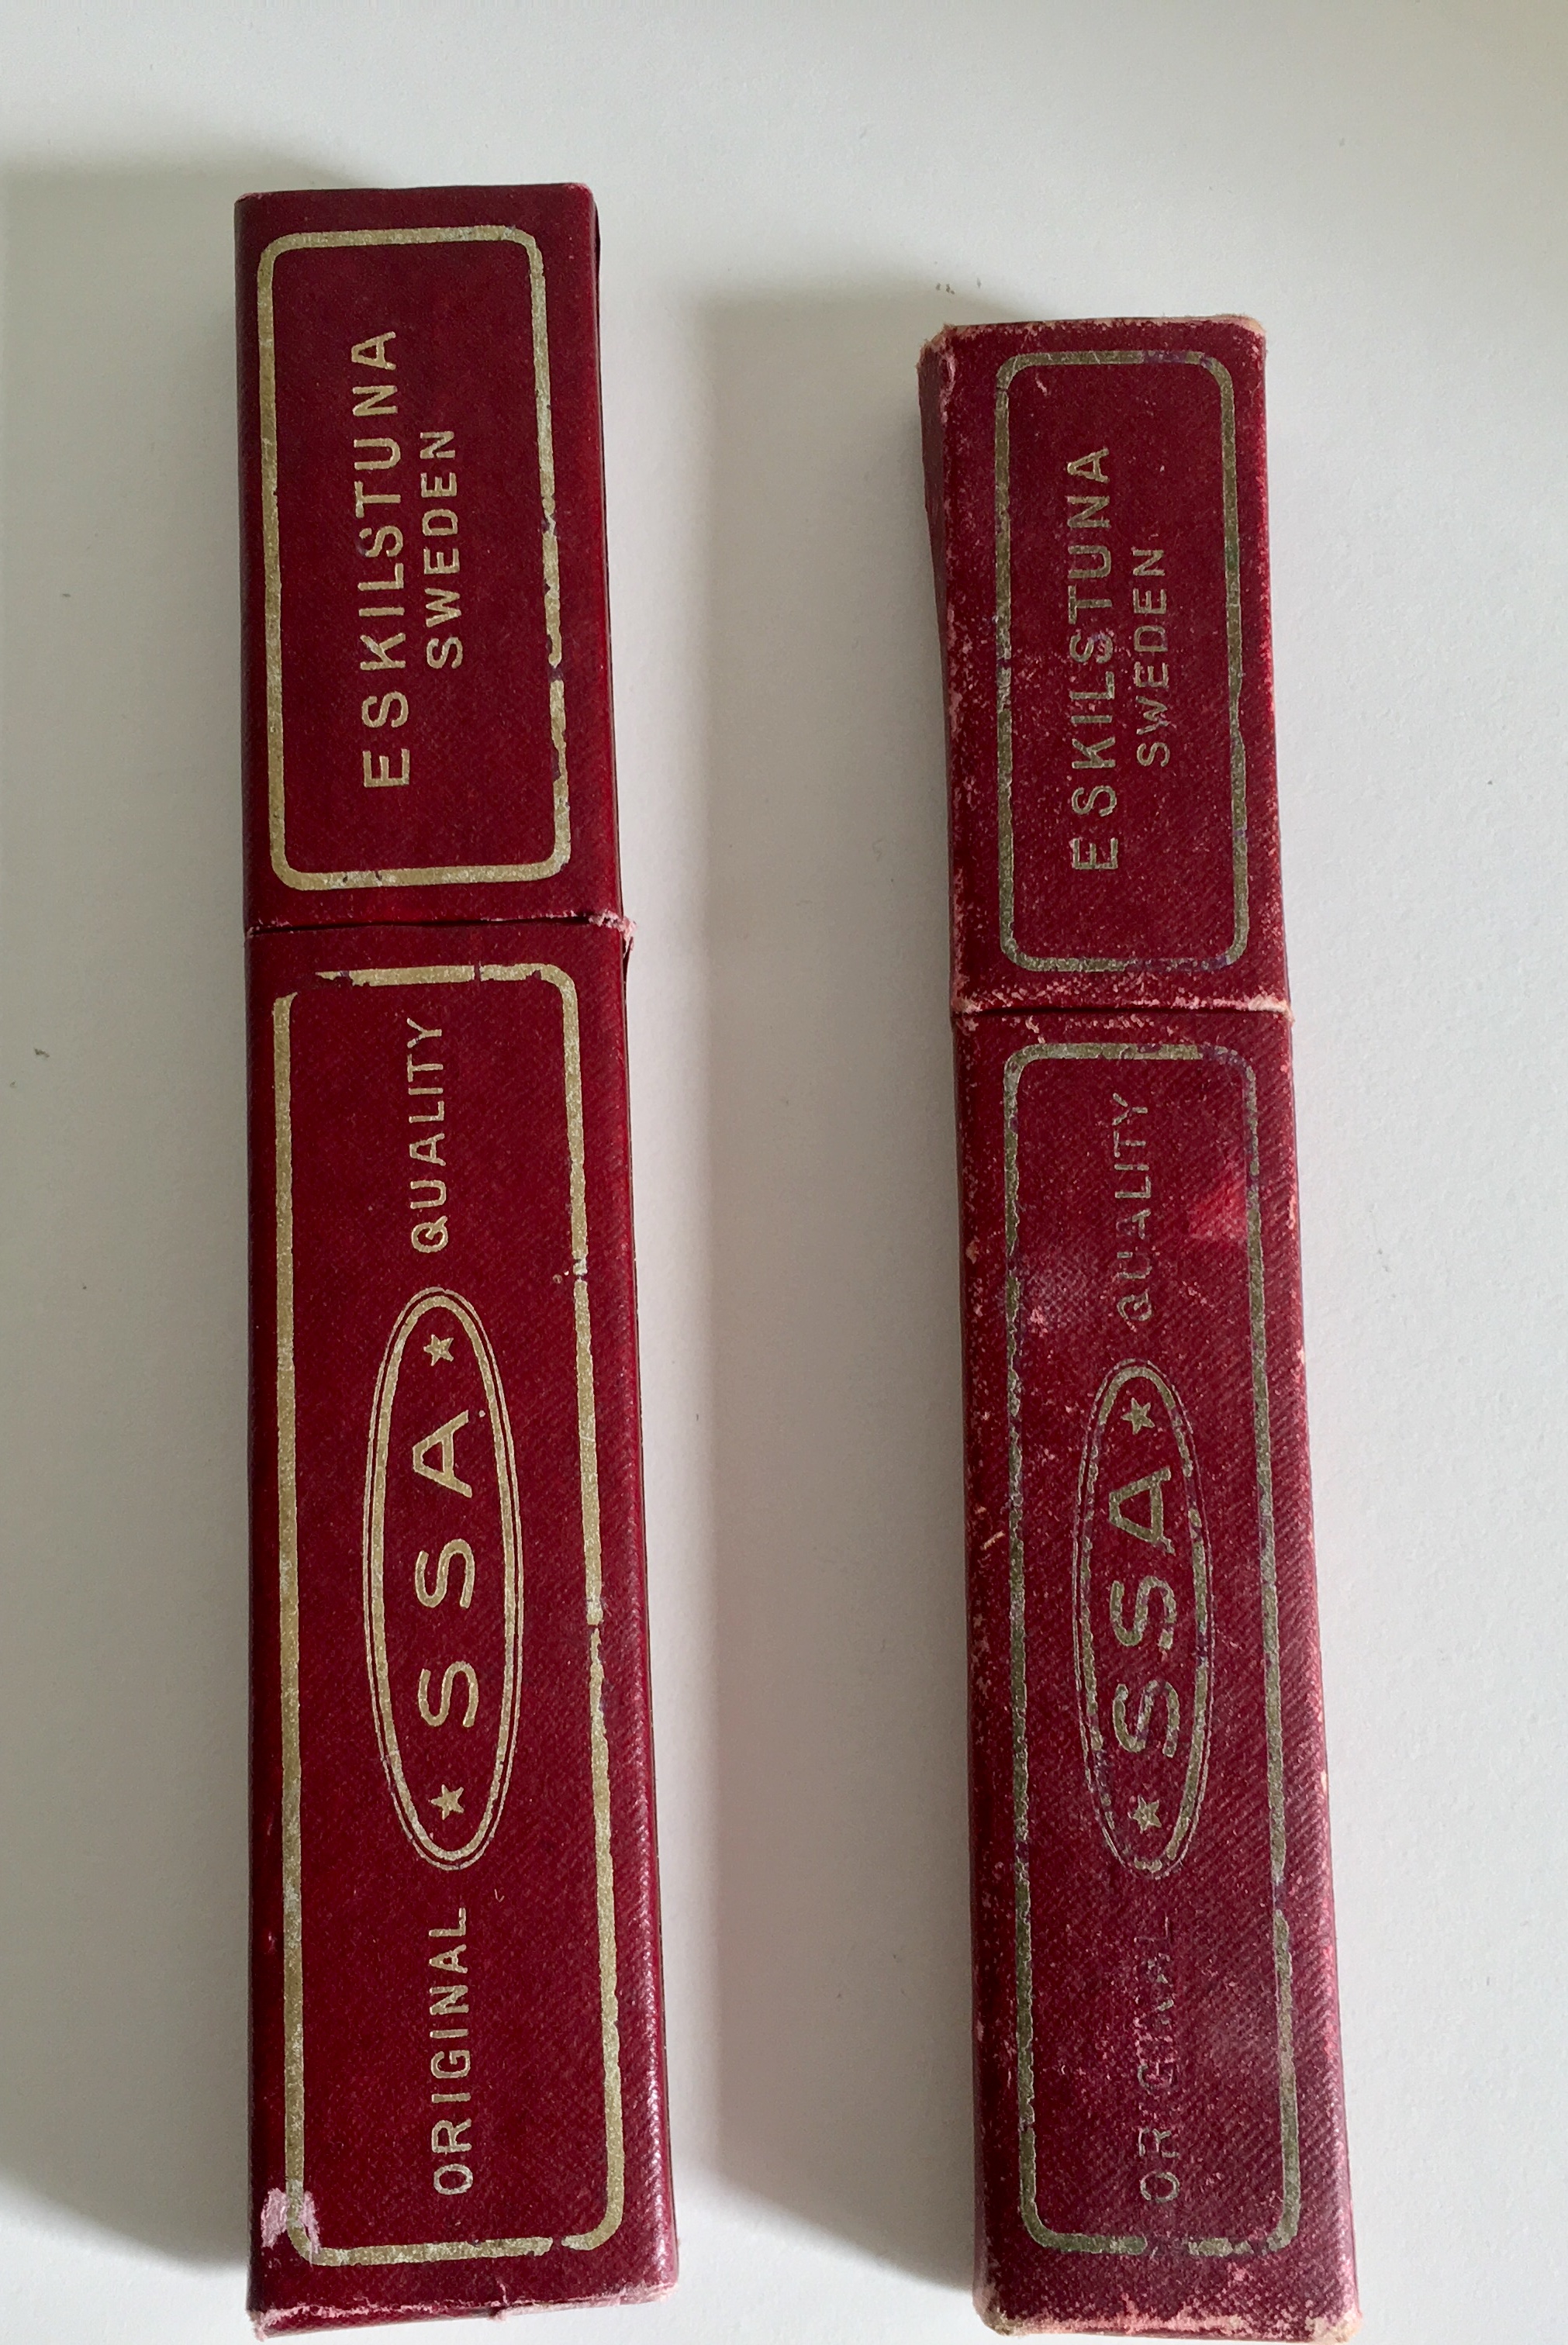 ORIGINAL ★ SSA ★ QUALITY
ESKILSTUNA
SWEDEN
ORIGINAL ★ SSA ★ QUALITY
ESKILSTUNA
SWEDEN